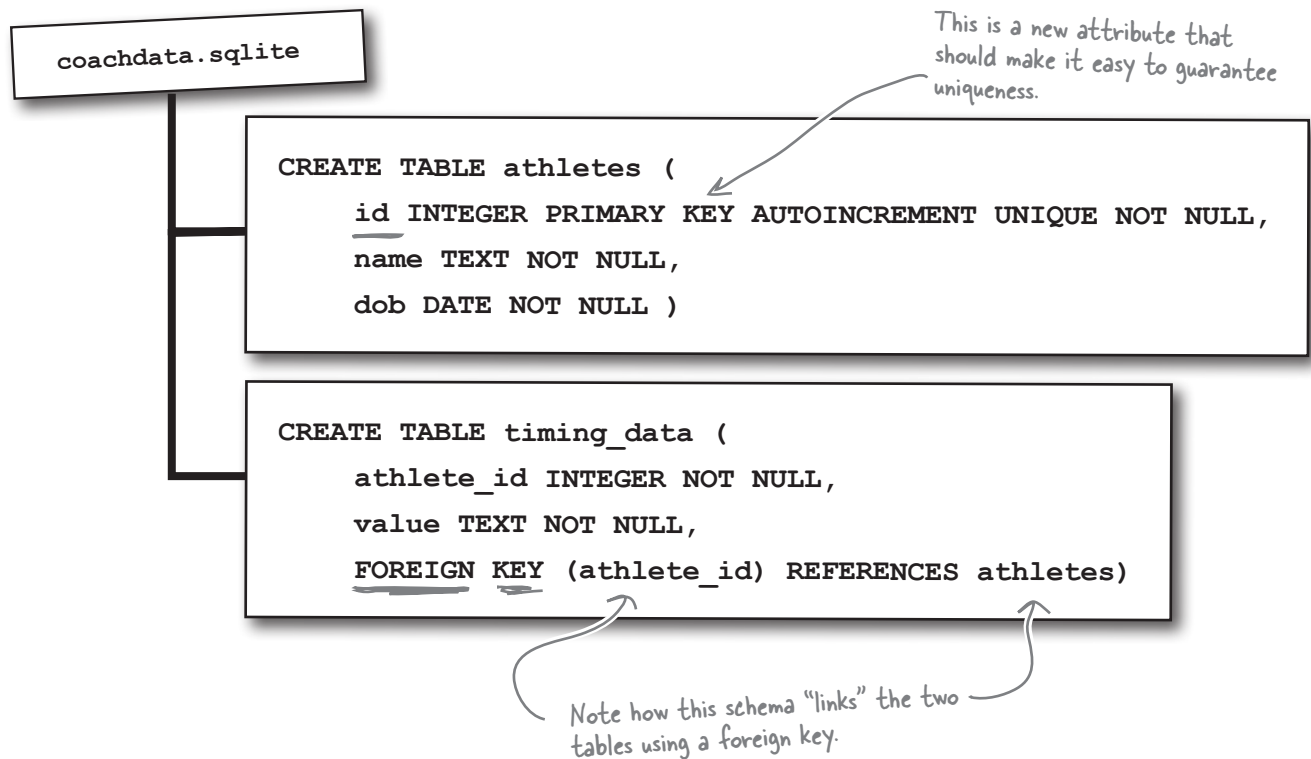 coachdata.sqlite
This is a new attribute that
should make it easy to guarantee
uniqueness.
CREATE TABLE athletes (
id INTEGER PRIMARY KEY AUTOINCREMENT UNIQUE NOT NULL,
name TEXT NOT NULL,
dob DATE NOT NULL )
CREATE TABLE timing_data (
athlete_id INTEGER NOT NULL,
value TEXT NOT NULL,
FOREIGN KEY (athlete_id) REFERENCES athletes)
Note how this schema “links” the two
tables using a foreign key.